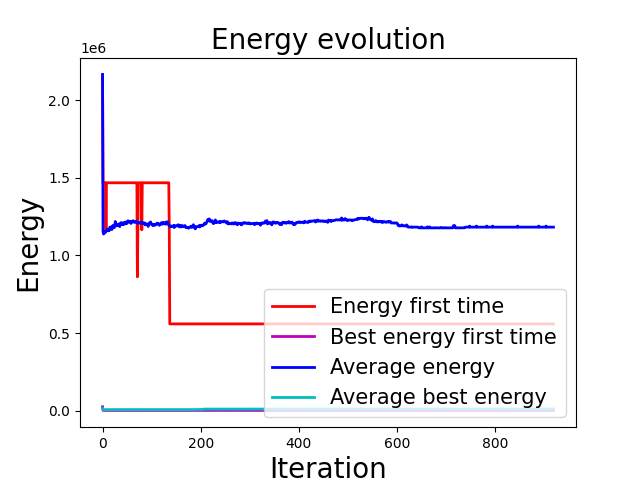 Energy evolution
1e6
2.0
1.5
1.0
0.5
0.0
Energy
Energy first time
Best energy first time
Average energy
Average best energy
0 200 400 600 800
Iteration